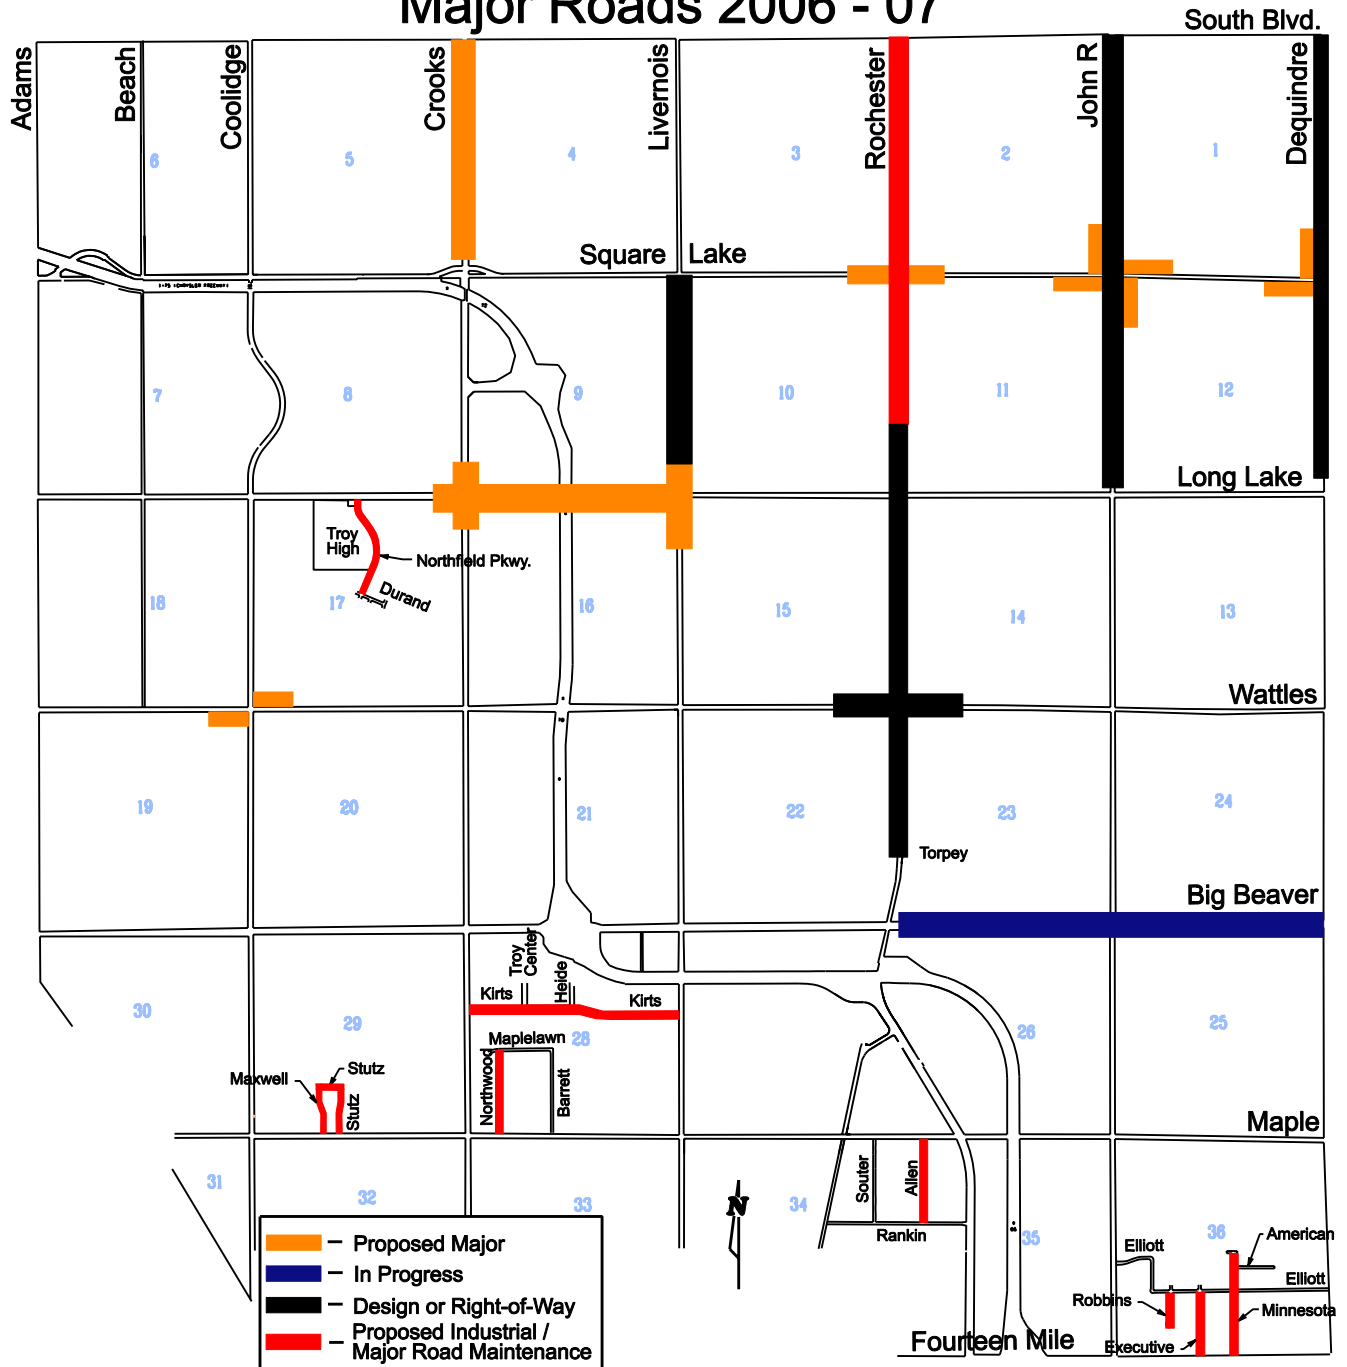 Major Roads 2006 - 07
South Blvd.
Adams
Beach
Coolidge
Crooks
Livernois
Rochester
John R
Dequindre
6
5
4
3
2
1
Square Lake
7
8
9
10
11
12
Long Lake
Troy
High
Northfield Pkwy.
Durand
18
17
16
15
14
13
Wattles
19
20
21
22
23
24
Torpey
Big Beaver
Troy
Center
Heide
Kirts
Kirts
30
29
28
26
25
Maplelawn
Northwood
Barrett
Maxwell
Stutz
Stutz
Maple
31
32
33
34
35
36
Souter
Allen
Rankin
N
Elliott
American
Elliott
Robbins
Minnesota
Executive
Fourteen Mile
– Proposed Major
– In Progress
– Design or Right-of-Way
– Proposed Industrial /
Major Road Maintenance